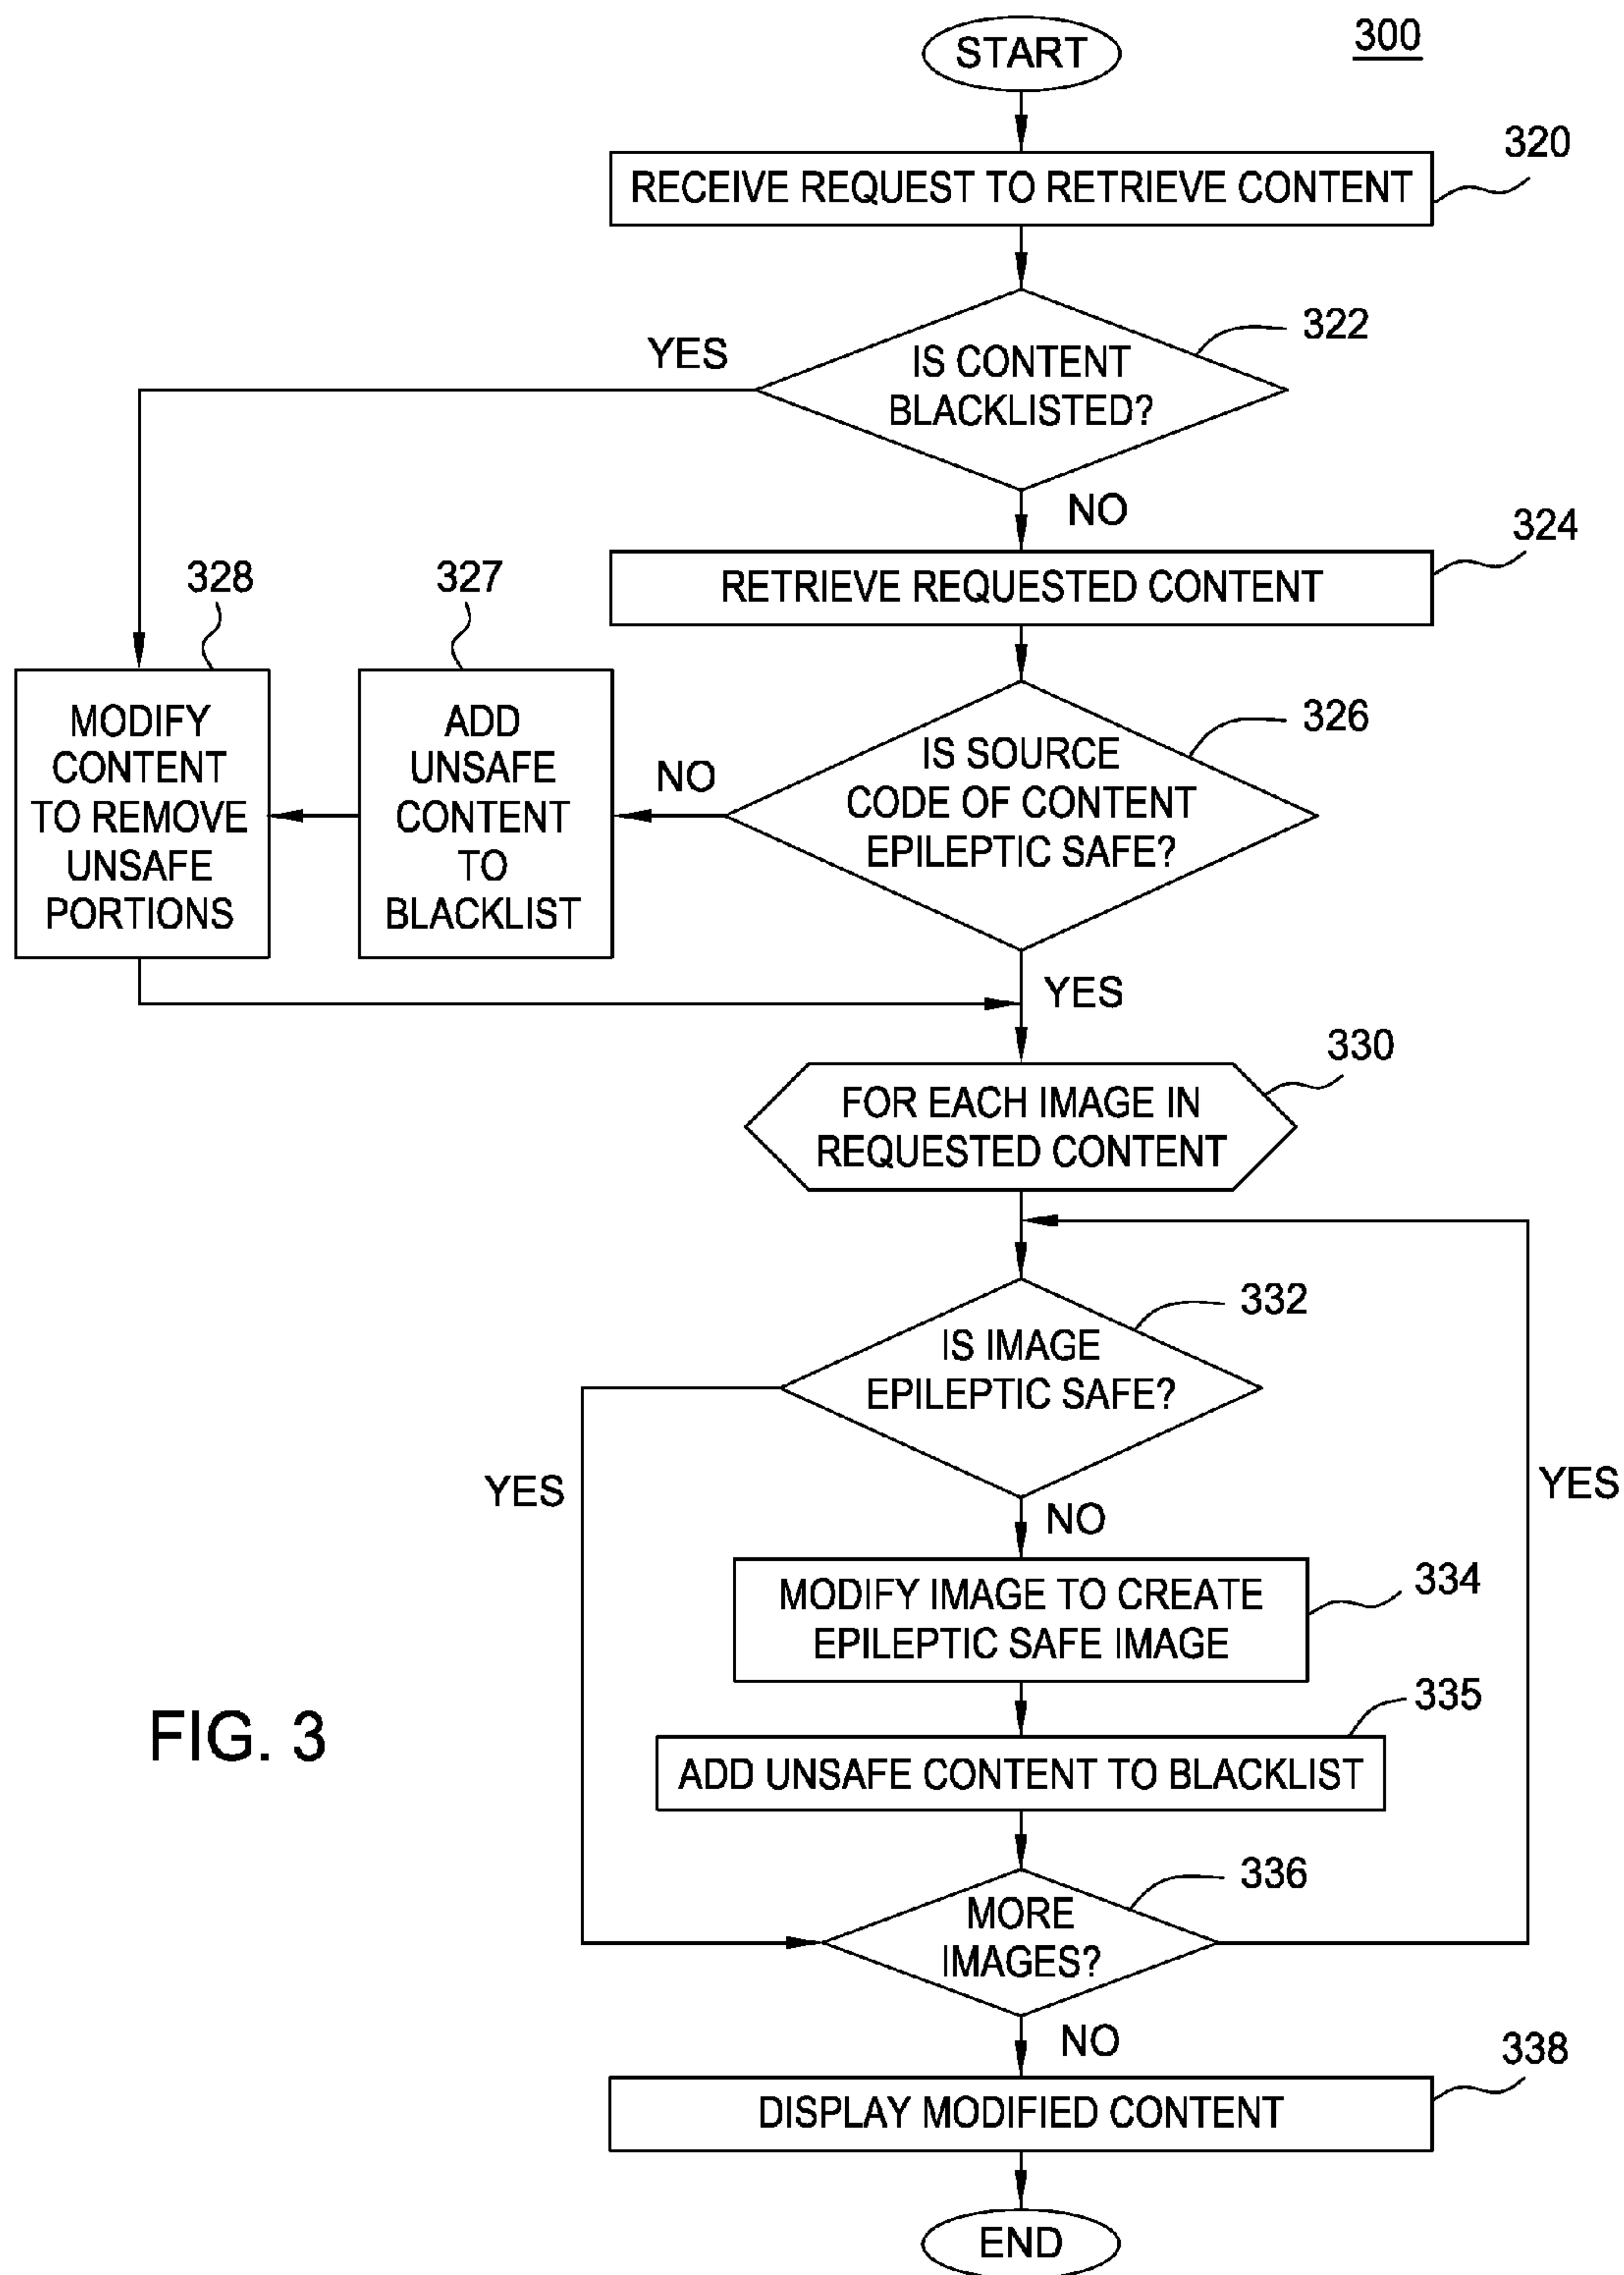 START
300
RECEIVE REQUEST TO RETRIEVE CONTENT
320
IS CONTENT
BLACKLISTED?
322
YES
NO
RETRIEVE REQUESTED CONTENT
324
IS SOURCE
CODE OF CONTENT
EPILEPTIC SAFE?
326
NO
ADD
UNSAFE
CONTENT
TO
BLACKLIST
327
MODIFY
CONTENT
TO REMOVE
UNSAFE
PORTIONS
328
YES
FOR EACH IMAGE IN
REQUESTED CONTENT
330
IS IMAGE
EPILEPTIC SAFE?
332
YES
NO
MODIFY IMAGE TO CREATE
EPILEPTIC SAFE IMAGE
334
ADD UNSAFE CONTENT TO BLACKLIST
335
MORE
IMAGES?
336
YES
NO
DISPLAY MODIFIED CONTENT
338
END
FIG. 3